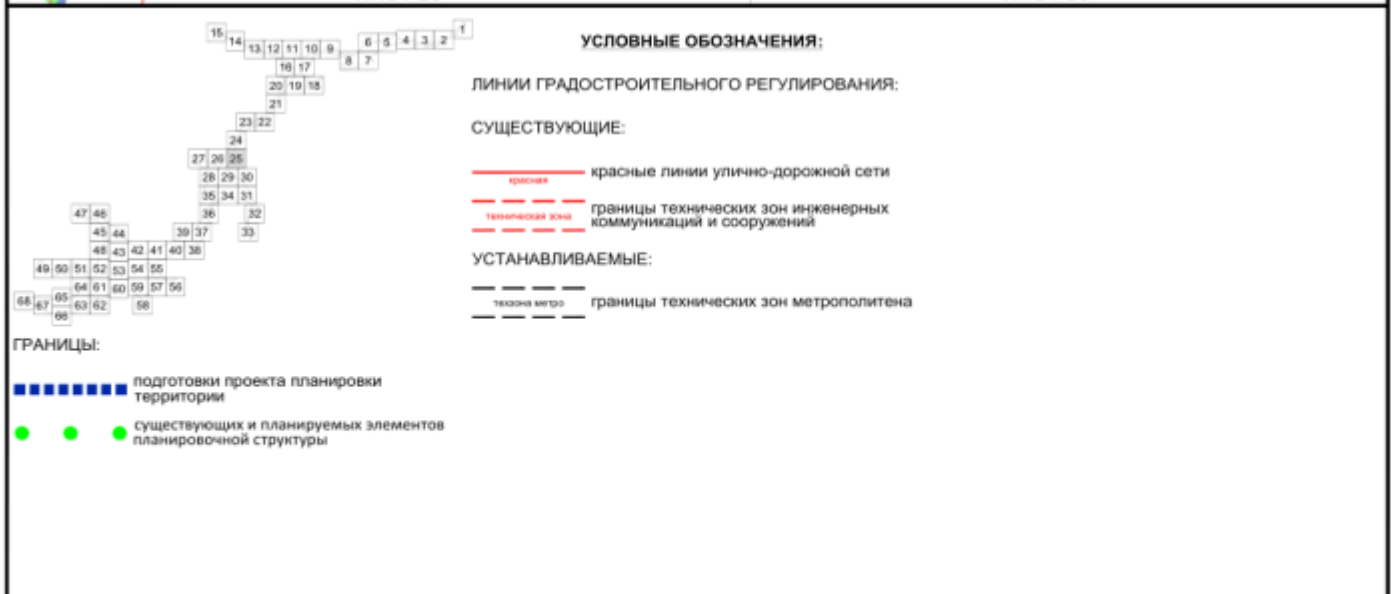 15 14 13 12 11 10 9 8 7 6 5 4 3 2 1
16 17
20 19 18
21
23 22
24
27 26 25
28 29 30
35 34 31
47 46 36 32
45 44 39 37 33
48 43 42 41 40 38
49 50 51 52 53 54 55
64 61 60 59 57 56
68 67 65 63 62 58
66
УСЛОВНЫЕ ОБОЗНАЧЕНИЯ:
ЛИНИИ ГРАДОСТРОИТЕЛЬНОГО РЕГУЛИРОВАНИЯ:
СУЩЕСТВУЮЩИЕ:
красная
красные линии улично-дорожной сети
техническая зона
границы технических зон инженерных
коммуникаций и сооружений
УСТАНАВЛИВАЕМЫЕ:
техзона метро
границы технических зон метрополитена
ГРАНИЦЫ:
подготовки проекта планировки
территории
существующих и планируемых элементов
планировочной структуры